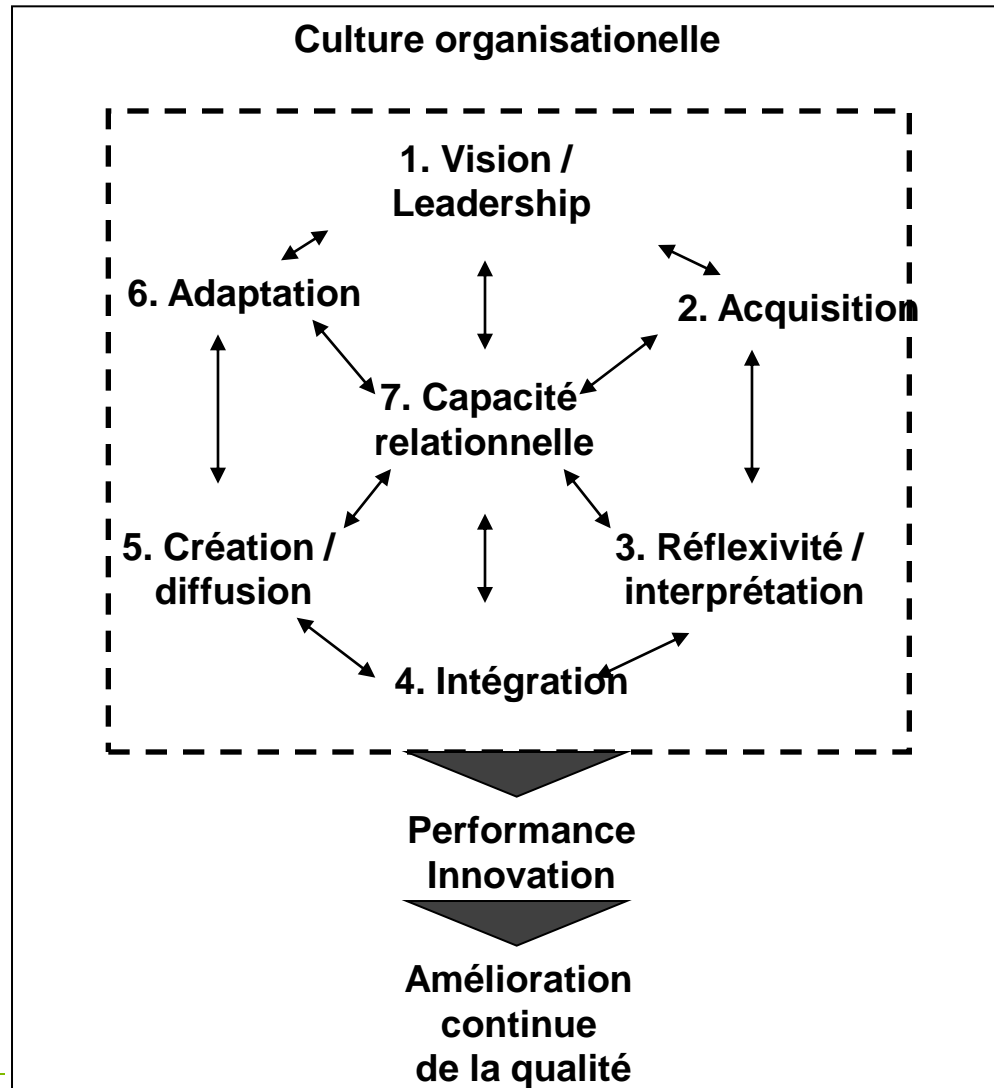 Culture organisationelle
1. Vision /
Leadership
6. Adaptation
2. Acquisition
7. Capacité
relationnelle
5. Création /
diffusion
3. Réflexivité /
interprétation
4. Intégration
Performance
Innovation
Amélioration
continue
de la qualité